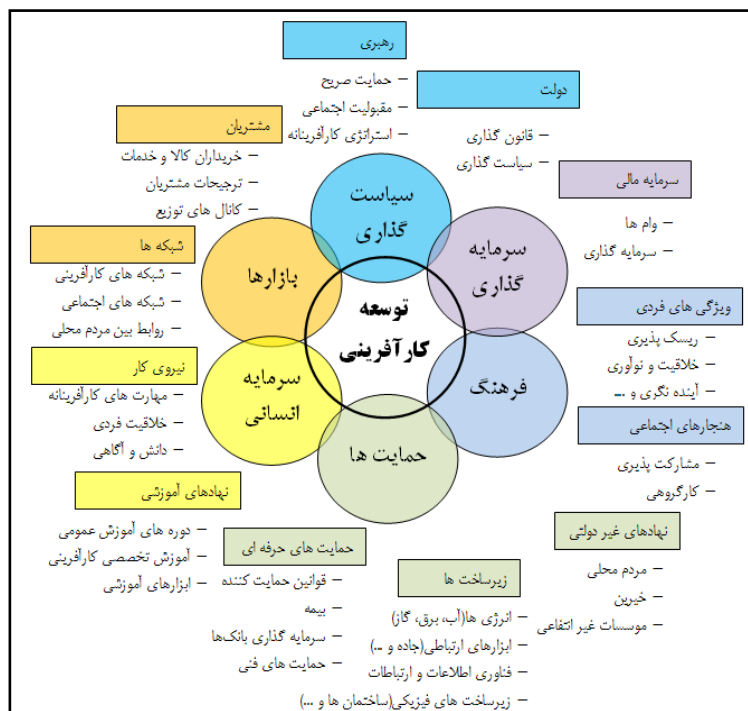 رهبری
– حمایت صریح
– مقبولیت اجتماعی
– استراتژی کارآفرینانه
دولت
– قانون گذاری
– سیاست گذاری
سرمایه مالی
– وام ها
– سرمایه گذاری
ویژگی های فردی
– ریسک پذیری
– خلاقیت و نوآوری
– آینده نگری و ...
هنجارهای اجتماعی
– مشارکت پذیری
– کارگروهی
نهادهای غیر دولتی
– مردم محلی
– خیرین
– موسسات غیر انتفاعی
زیرساخت ها
– انرژی ها(آب، برق، گاز)
– ابزارهای ارتباطی(جاده و ...)
– فناوری اطلاعات و ارتباطات
– زیرساخت های فیزیکی(ساختمان ها و ...)
حمایت های حرفه ای
– قوانین حمایت کننده
– بیمه
– سرمایه گذاری بانک‌ها
– حمایت های فنی
نهادهای آموزشی
– دوره های آموزش عمومی
– آموزش تخصصی کارآفرینی
– ابزارهای آموزشی
نیروی کار
– مهارت های کارآفرینانه
– خلاقیت فردی
– دانش و آگاهی
شبکه ها
– شبکه های کارآفرینی
– شبکه های اجتماعی
– روابط بین مردم محلی
مشتریان
– خریداران کالا و خدمات
– ترجیحات مشتریان
– کانال های توزیع
سیاست
گذاری
سرمایه
گذاری
فرهنگ
حمایت ها
سرمایه
انسانی
بازارها
توسعه
کارآفرینی